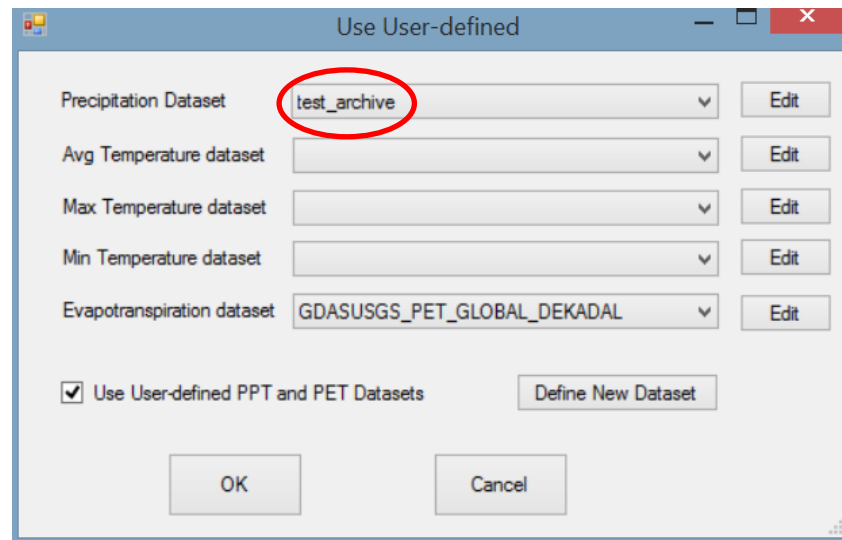 Use User-defined
Precipitation Dataset test_archive Edit
Avg Temperature dataset Edit
Max Temperature dataset Edit
Min Temperature dataset Edit
Evapotranspiration dataset GDASUSGS_PET_GLOBAL_DEKADAL Edit
Use User-defined PPT and PET Datasets Define New Dataset
OK Cancel